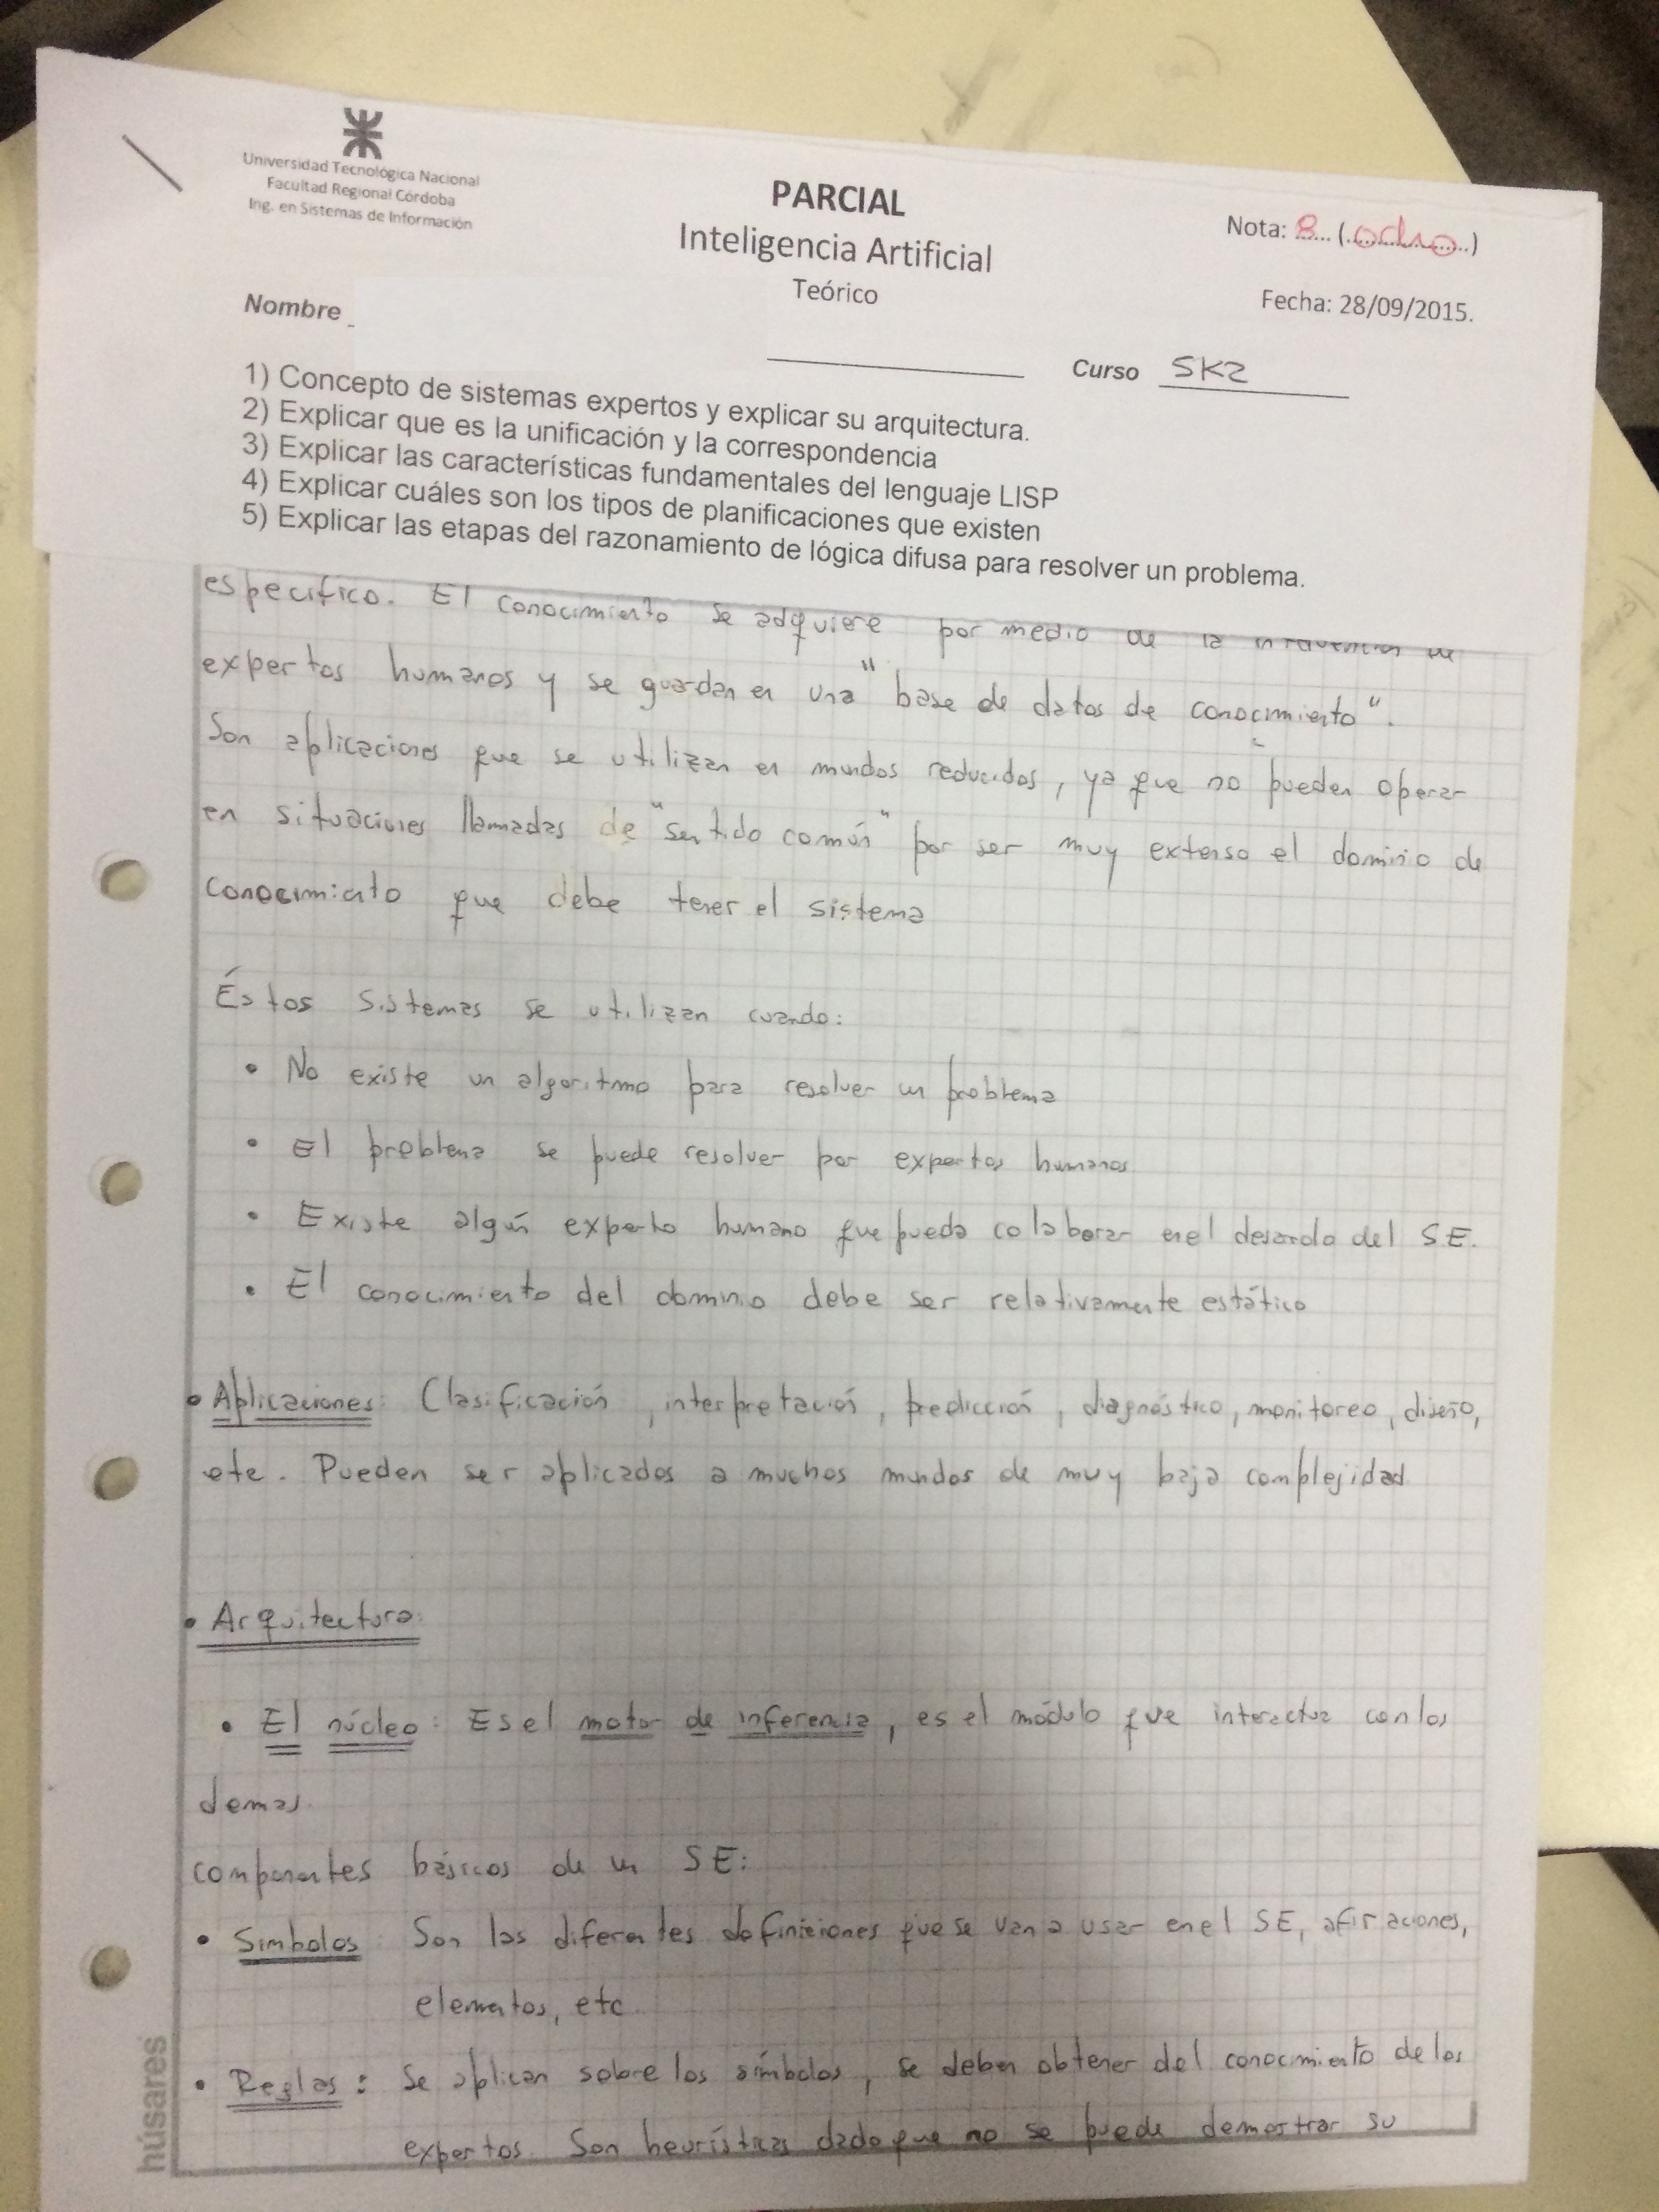 Universidad Tecnológica Nacional
Facultad Regional Córdoba
Ing. en Sistemas de Información
PARCIAL
Inteligencia Artificial
Teórico
Nota: 8 (ocho)
Fecha: 28/09/2015.
Nombre
Curso 5K2
1) Concepto de sistemas expertos y explicar su arquitectura.
2) Explicar que es la unificación y la correspondencia
3) Explicar las características fundamentales del lenguaje LISP
4) Explicar cuáles son los tipos de planificaciones que existen
5) Explicar las etapas del razonamiento de lógica difusa para resolver un problema.
específico. El conocimiento se adquiere por medio de la
expertos humanos y se guardan en una "base de datos de conocimiento".
Son aplicaciones que se utilizan en mundos reducidos, ya que no pueden operar
en situaciones llamadas de "sentido común" por ser muy extenso el dominio de
conocimiento que debe tener el sistema
Éstos sistemas se utilizan cuando:
• No existe un algoritmo para resolver un problema
• El problema se puede resolver por expertos humanos
• Existe algún experto humano que pueda colaborar en el desarrollo del S.E.
• El conocimiento del dominio debe ser relativamente estático
• Aplicaciones: Clasificación, interpretación, predicción, diagnóstico, monitoreo, diseño,
etc. Pueden ser aplicados a muchos mundos de muy baja complejidad
• Arquitectura:
• El núcleo: Es el motor de inferencia, es el módulo que interactua con los
demas
componentes básicos de un SE:
• Símbolos: Son las diferentes definiciones que se van a usar en el SE, afir aciones,
elementos, etc.
• Reglas: Se aplican sobre los símbolos, se deben obtener del conocimiento de los
expertos. Son heurísticas dado que no se puede demostrar su
húsares